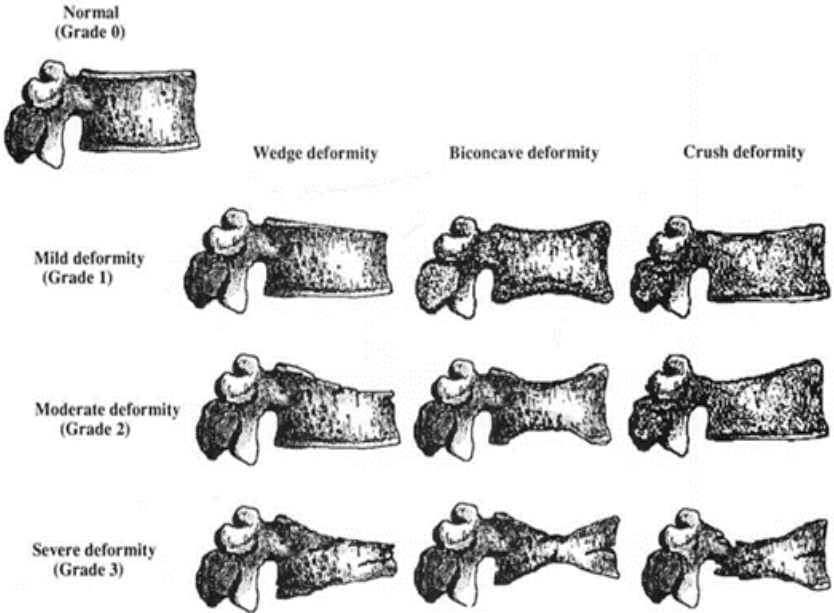 Normal
(Grade 0)
Wedge deformity
Biconcave deformity
Crush deformity
Mild deformity
(Grade 1)
Moderate deformity
(Grade 2)
Severe deformity
(Grade 3)